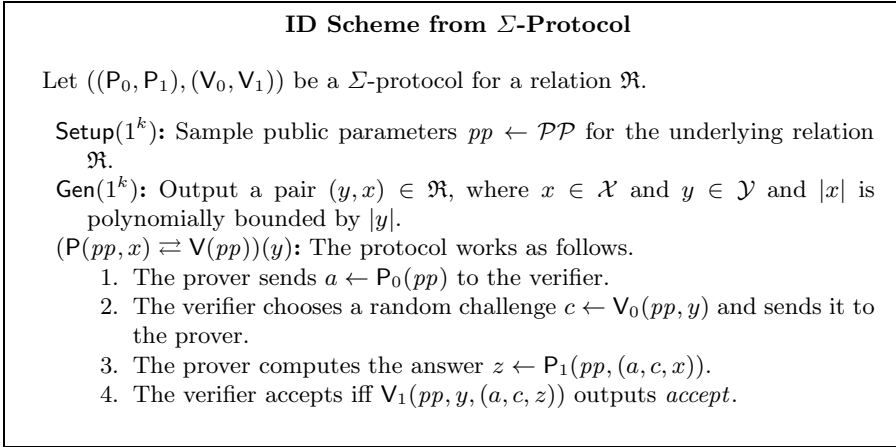 ID Scheme from Σ-Protocol
Let ((P₀, P₁), (V₀, V₁)) be a Σ-protocol for a relation ℜ.
Setup(1ᵏ): Sample public parameters pp ← 𝒫𝒫 for the underlying relation
ℜ.
Gen(1ᵏ): Output a pair (y, x) ∈ ℜ, where x ∈ 𝒳 and y ∈ 𝒴 and |x| is
polynomially bounded by |y|.
(P(pp, x) ⇄ V(pp))(y): The protocol works as follows.
1. The prover sends a ← P₀(pp) to the verifier.
2. The verifier chooses a random challenge c ← V₀(pp, y) and sends it to
the prover.
3. The prover computes the answer z ← P₁(pp, (a, c, x)).
4. The verifier accepts iff V₁(pp, y, (a, c, z)) outputs accept.